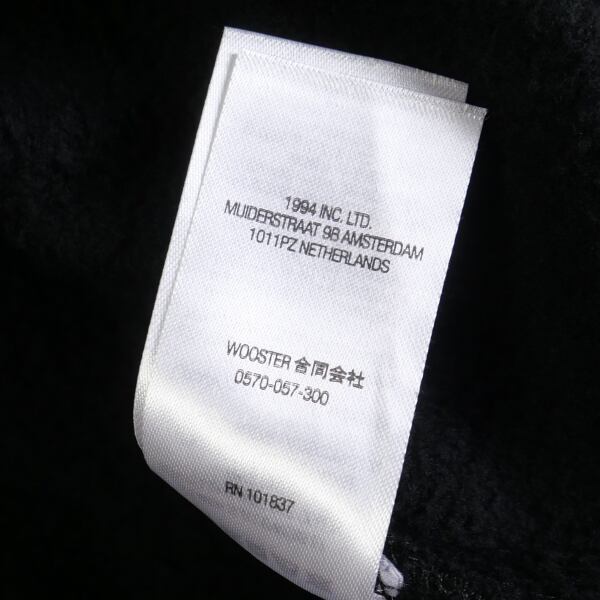 1994 INC. LTD.
MUIDERSTRAAT 9B AMSTERDAM
1011PZ NETHERLANDS
WOOSTER 合同会社
0570-057-300
RN 101837